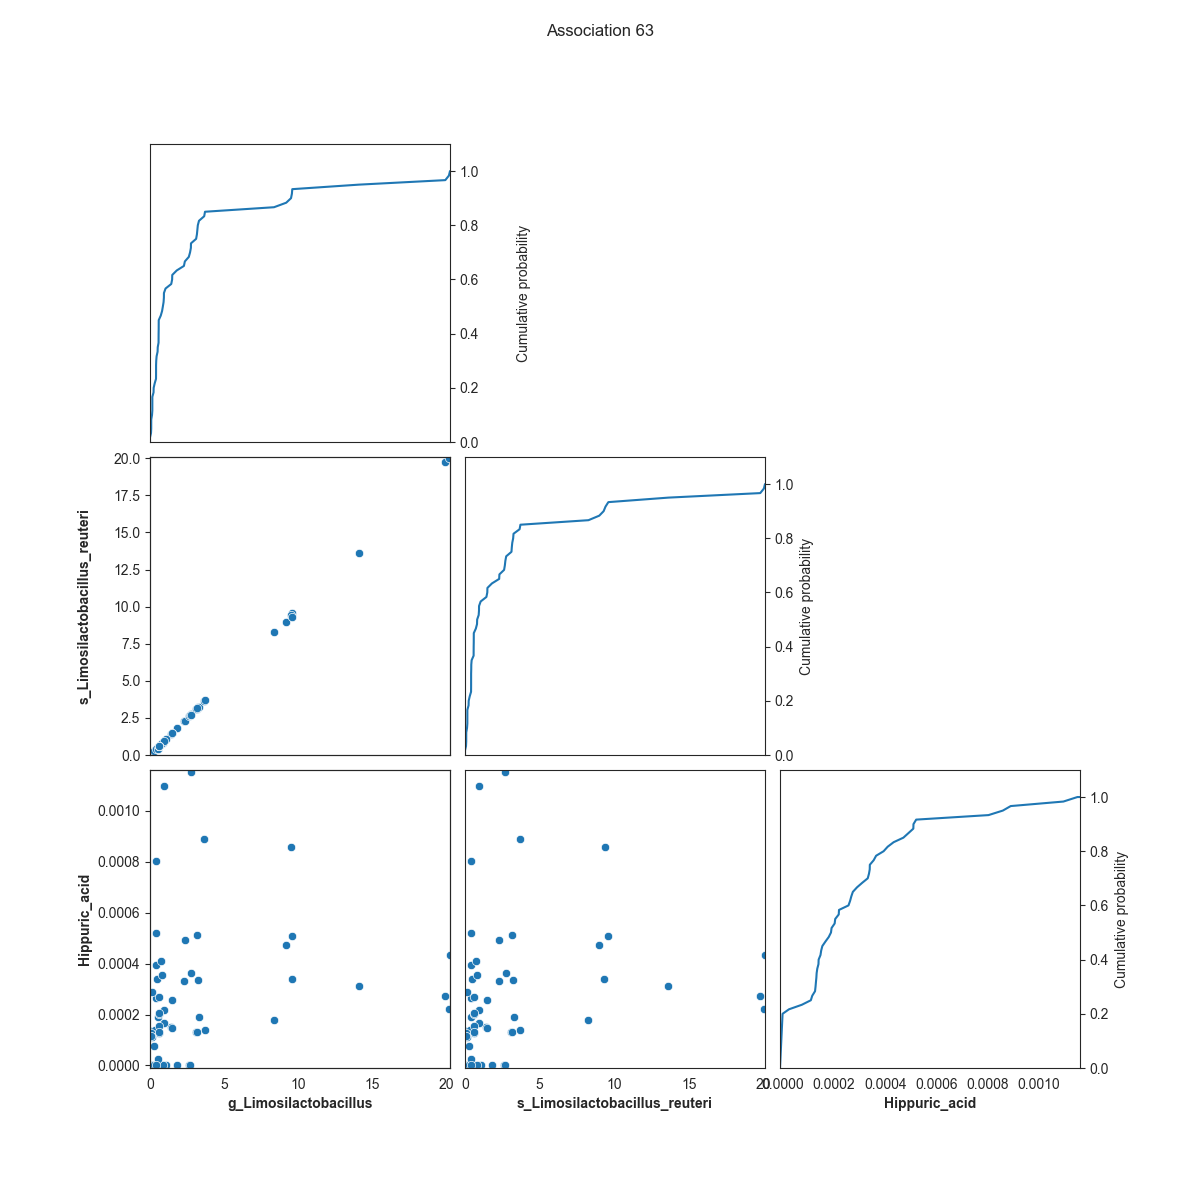 Association 63
1.0
0.8
0.6
0.4
0.2
0.0
Cumulative probability
20.0
17.5
15.0
12.5
10.0
7.5
5.0
2.5
0.0
s_Limosilactobacillus_reuteri
1.0
0.8
0.6
0.4
0.2
0.0
Cumulative probability
0.0010
0.0008
0.0006
0.0004
0.0002
0.0000
Hippuric_acid
1.0
0.8
0.6
0.4
0.2
0.0
Cumulative probability
0 5 10 15 20
g_Limosilactobacillus
0 5 10 15 20
s_Limosilactobacillus_reuteri
0.0000 0.0002 0.0004 0.0006 0.0008 0.0010
Hippuric_acid